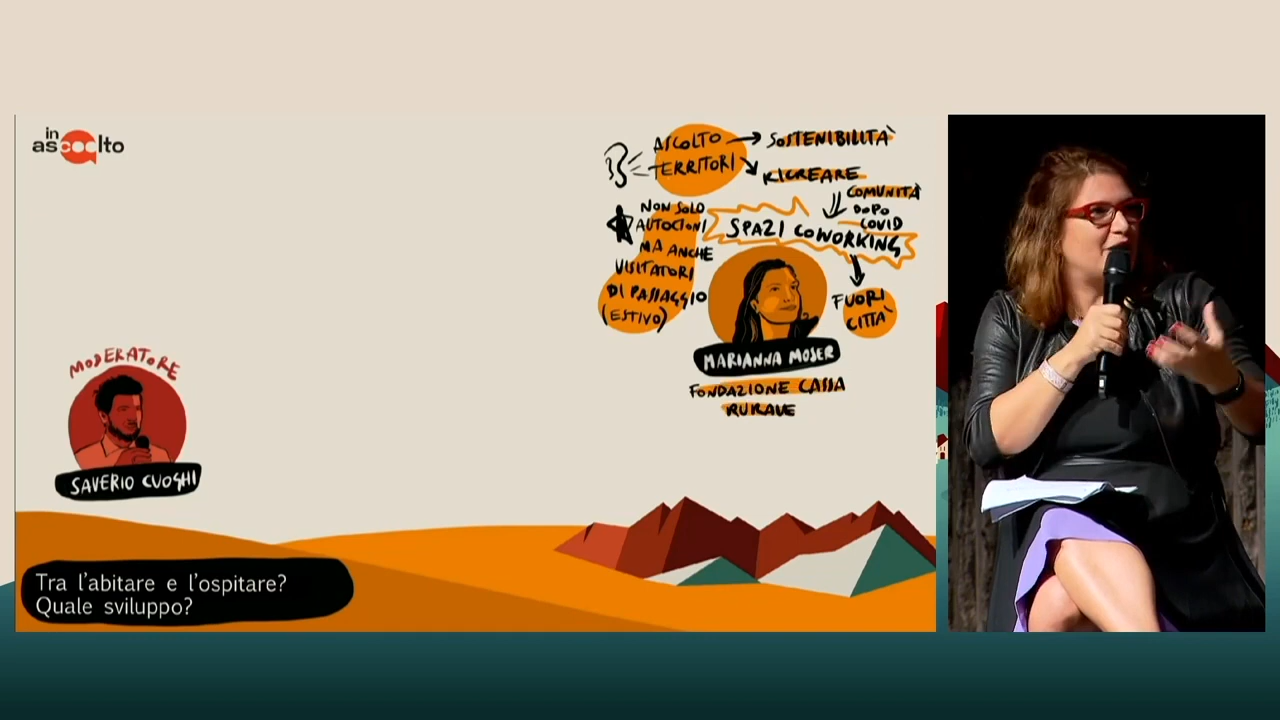 in
ascoolto
ASCOLTO
TERRITORI
SOSTENIBILITÀ
RICREARE
COMUNITÀ
DOPO
COVID
NON SOLO
AUTOCTONI
MA ANCHE
VISITATORI
DI PASSAGGIO
(ESTIVO)
SPAZI COWORKING
FUORI
CITTÀ
MARIANNA MOSER
FONDAZIONE CASSA
RURALE
MODERATORE
SAVERIO CUOGHI
Tra l'abitare e l'ospitare?
Quale sviluppo?